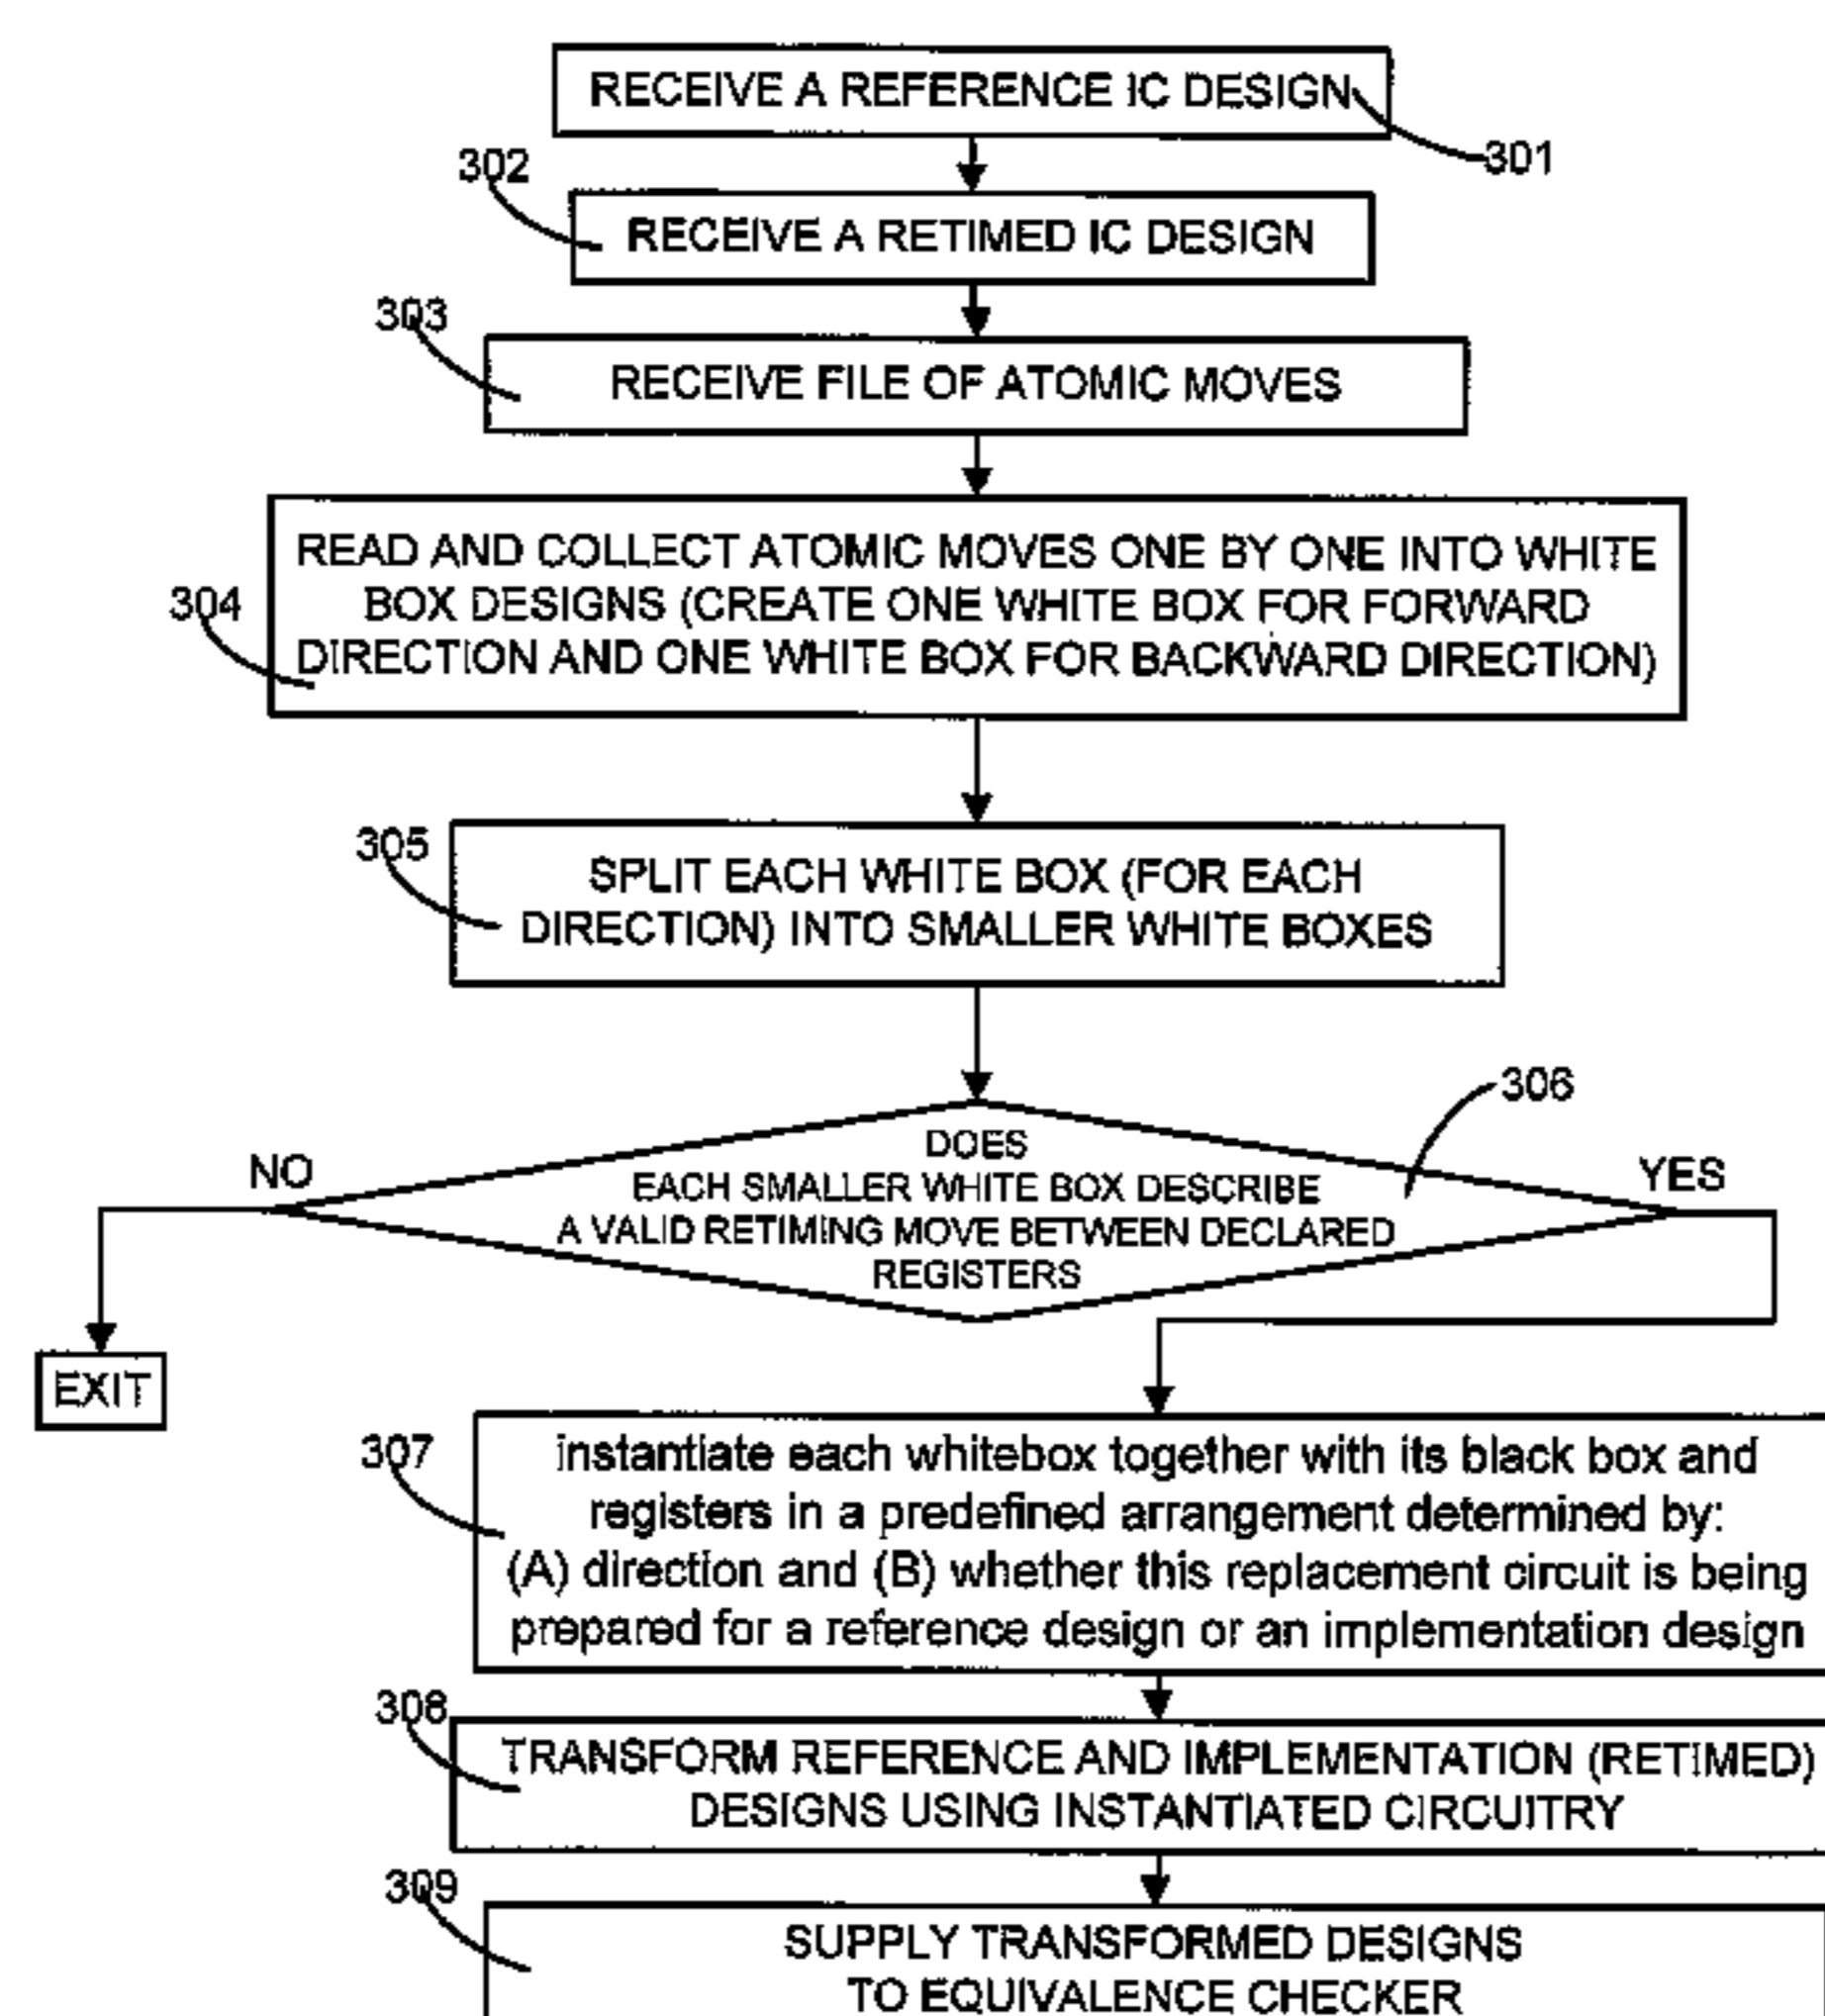 RECEIVE A REFERENCE IC DESIGN
301
302
RECEIVE A RETIMED IC DESIGN
303
RECEIVE FILE OF ATOMIC MOVES
READ AND COLLECT ATOMIC MOVES ONE BY ONE INTO WHITE
304
BOX DESIGNS (CREATE ONE WHITE BOX FOR FORWARD
DIRECTION AND ONE WHITE BOX FOR BACKWARD DIRECTION)
305
SPLIT EACH WHITE BOX (FOR EACH
DIRECTION) INTO SMALLER WHITE BOXES
306
NO
YES
DOES
EACH SMALLER WHITE BOX DESCRIBE
A VALID RETIMING MOVE BETWEEN DECLARED
REGISTERS
EXIT
307
instantiate each whitebox together with its black box and
registers in a predefined arrangement determined by:
(A) direction and (B) whether this replacement circuit is being
prepared for a reference design or an implementation design
308
TRANSFORM REFERENCE AND IMPLEMENTATION (RETIMED)
DESIGNS USING INSTANTIATED CIRCUITRY
309
SUPPLY TRANSFORMED DESIGNS
TO EQUIVALENCE CHECKER